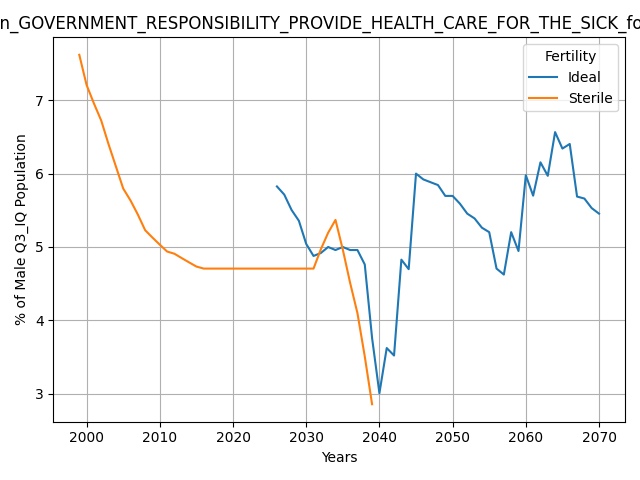 n_GOVERNMENT_RESPONSIBILITY_PROVIDE_HEALTH_CARE_FOR_THE_SICK_fo
Fertility
Ideal
Sterile
% of Male Q3_IQ Population
7
6
5
4
3
2000 2010 2020 2030 2040 2050 2060 2070
Years